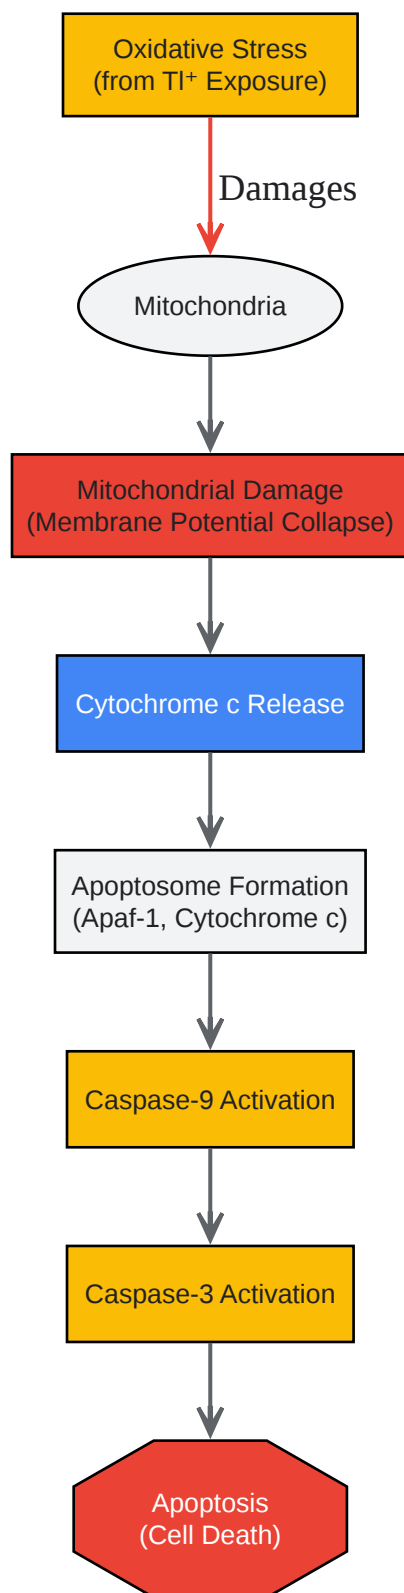 Oxidative Stress
(from Tl⁺ Exposure)
Damages
Mitochondria
Mitochondrial Damage
(Membrane Potential Collapse)
Cytochrome c Release
Apoptosome Formation
(Apaf-1, Cytochrome c)
Caspase-9 Activation
Caspase-3 Activation
Apoptosis
(Cell Death)